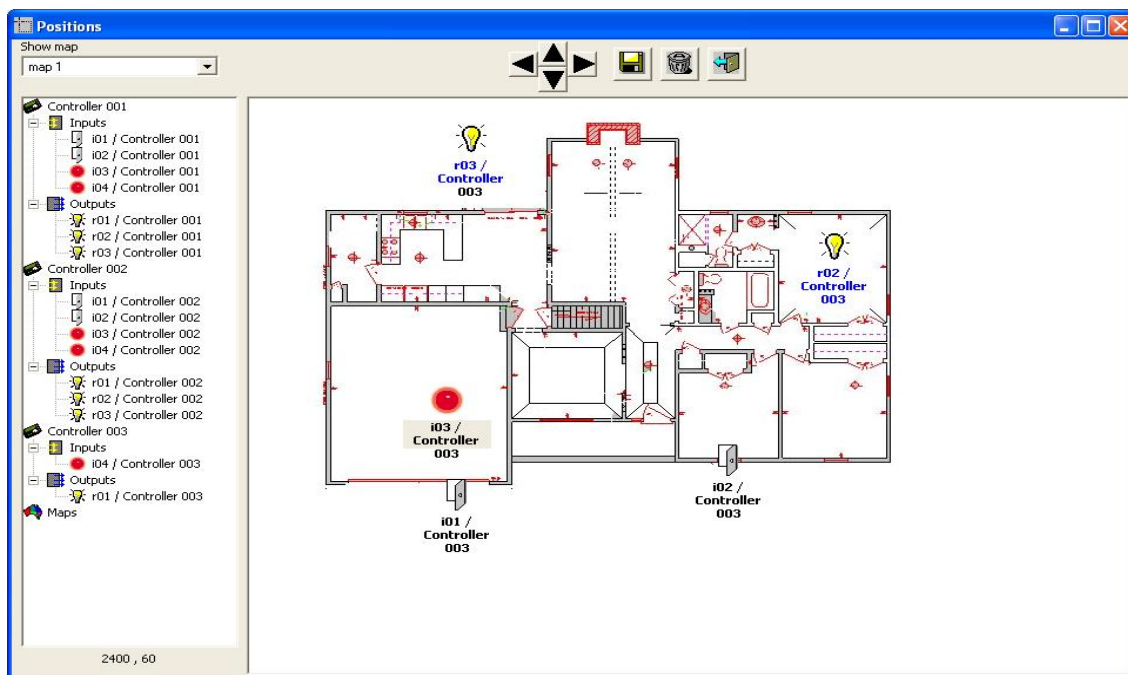 Positions
Show map
map 1
Controller 001
Inputs
i01 / Controller 001
i02 / Controller 001
i03 / Controller 001
i04 / Controller 001
Outputs
r01 / Controller 001
r02 / Controller 001
r03 / Controller 001
Controller 002
Inputs
i01 / Controller 002
i02 / Controller 002
i03 / Controller 002
i04 / Controller 002
Outputs
r01 / Controller 002
r02 / Controller 002
r03 / Controller 002
Controller 003
Inputs
i04 / Controller 003
Outputs
r01 / Controller 003
Maps
2400 , 60
r03 /
Controller
003
r02 /
Controller
003
i03 /
Controller
003
i02 /
Controller
003
i01 /
Controller
003